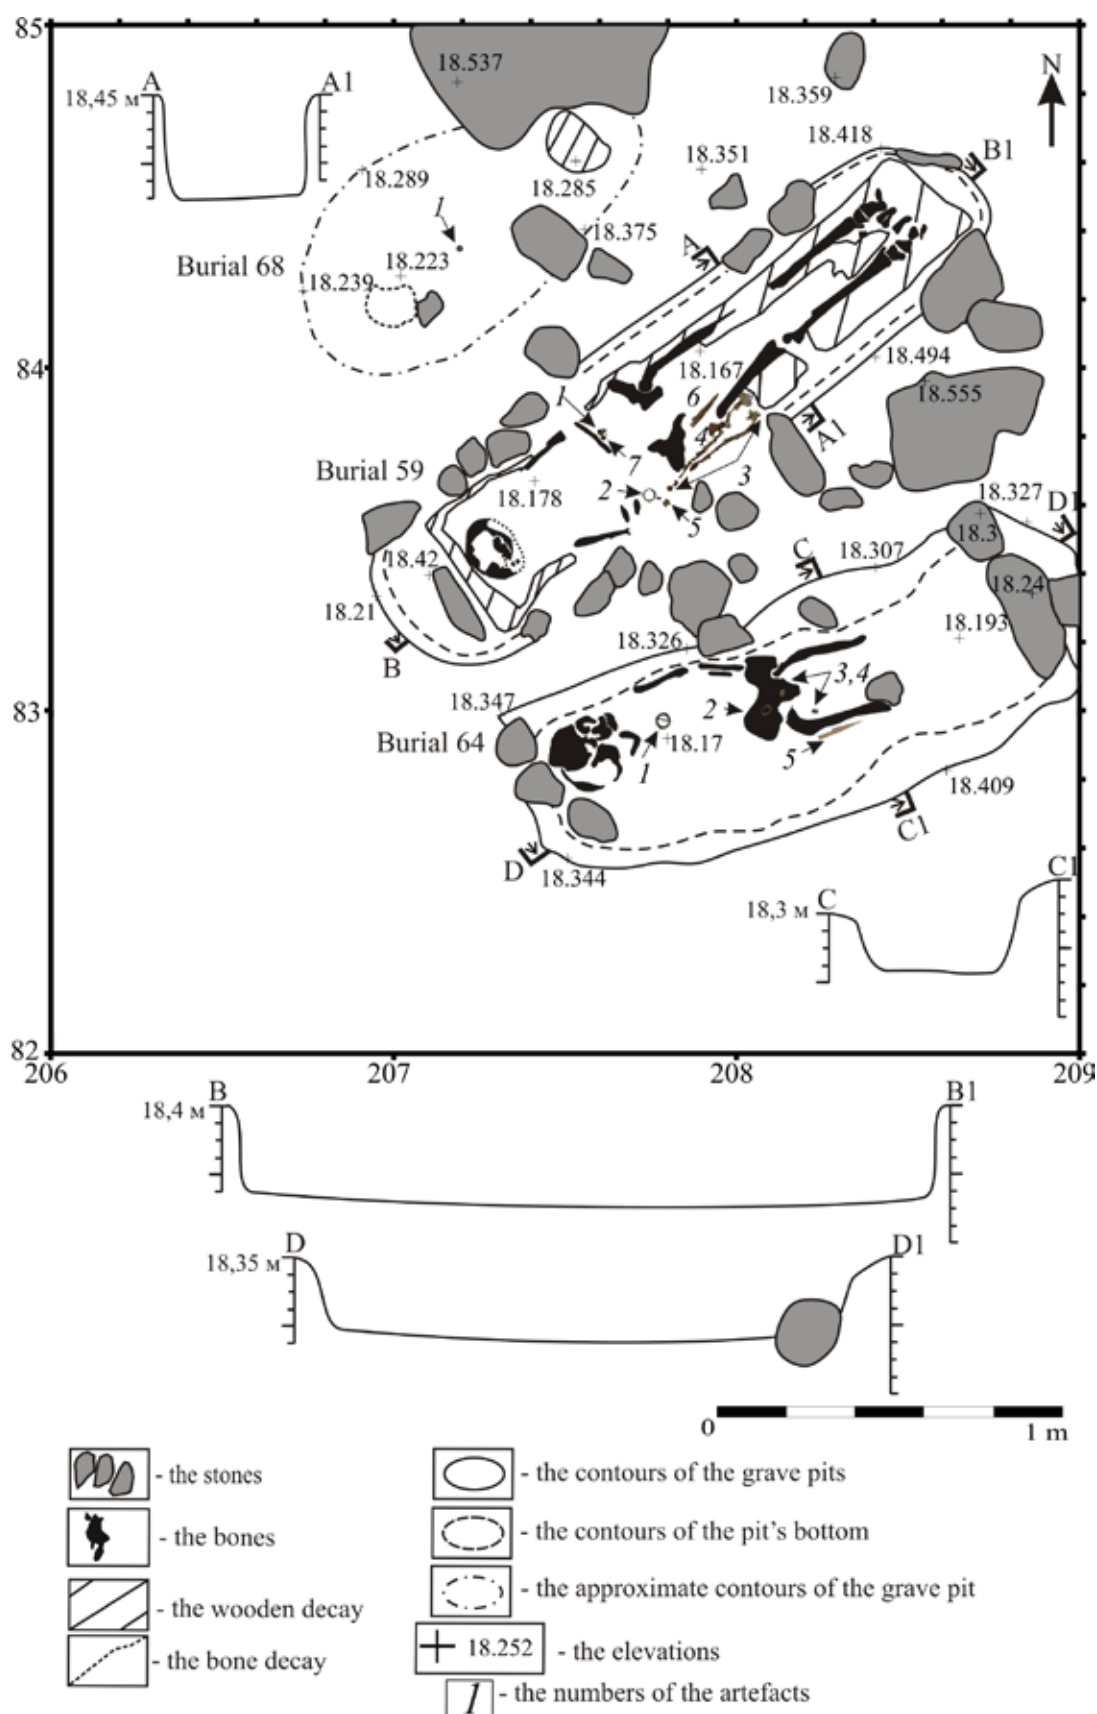 85
18.537
A
A1
18,45 м
18.359
N
18.418
B1
18.351
18.289
18.285
1
18.375
A
Burial 68
18.223
18.239
84
18.167
18.494
1
6
18.555
4
A1
Burial 59
7
3
18.178
2
5
18.327
D1
18.3
18.42
C
18.307
18.24
18.21
18.193
B
18.326
3,4
18.347
2
83
Burial 64
18.17
1
5
18.409
C1
D
18.344
C1
C
18,3 м
82
206
207
208
209
B
B1
18,4 м
D
D1
18,35 м
0
1 m
- the stones
- the contours of the grave pits
- the bones
- the contours of the pit's bottom
- the wooden decay
- the approximate contours of the grave pit
- the bone decay
18.252
- the elevations
1
- the numbers of the artefacts